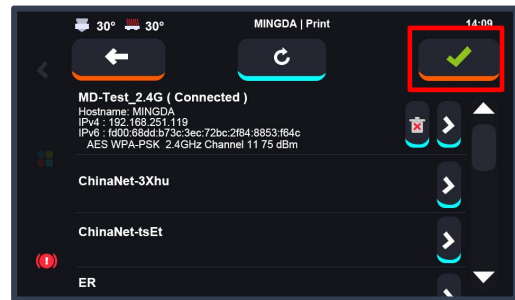 30° 30° MINGDA | Print 14:09
MD-Test_2.4G ( Connected )
Hostname: MINGDA
IPv4 : 192.168.251.119
IPv6 : fd00:68dd:b73c:3ec:72bc:2f84:8853:f64c
AES WPA-PSK 2.4GHz Channel 11 75 dBm
ChinaNet-3Xhu
ChinaNet-tsEt
ER